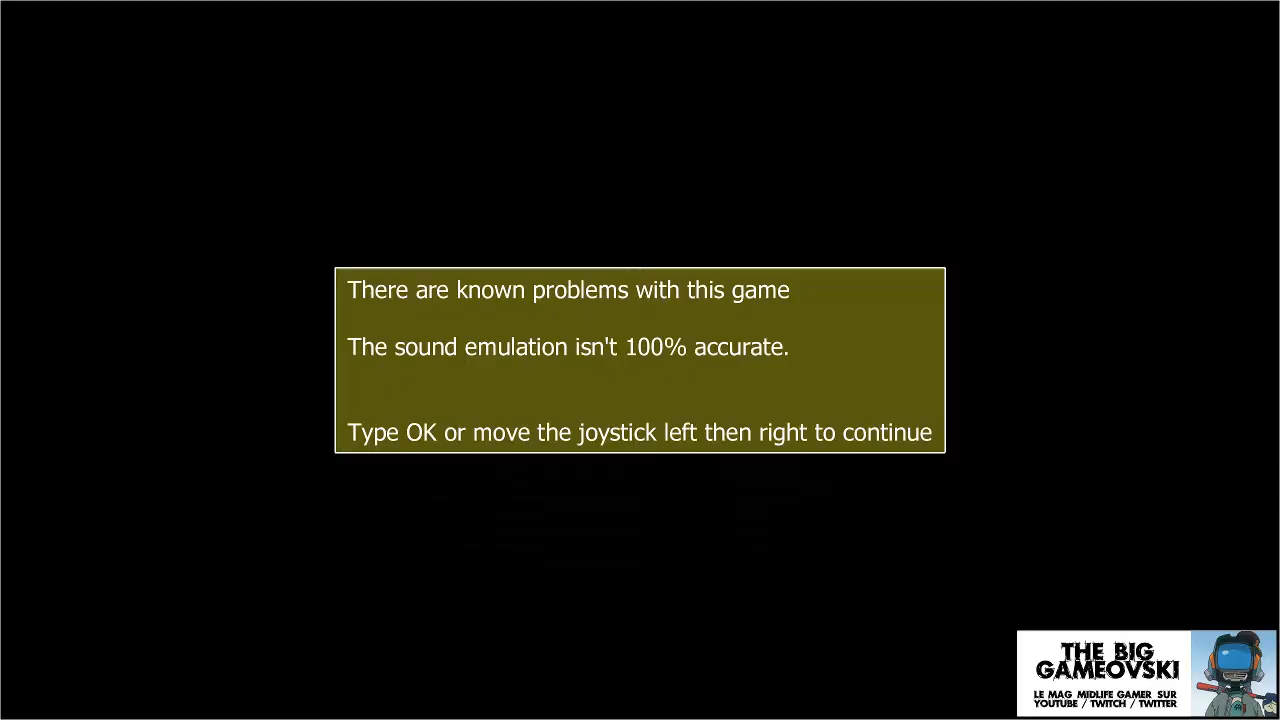 There are known problems with this game
The sound emulation isn't 100% accurate.
Type OK or move the joystick left then right to continue
THE BIG
GAMEOVSKI
LE MAG MIDLIFE GAMER SUR
YOUTUBE / TWITCH / TWITTER